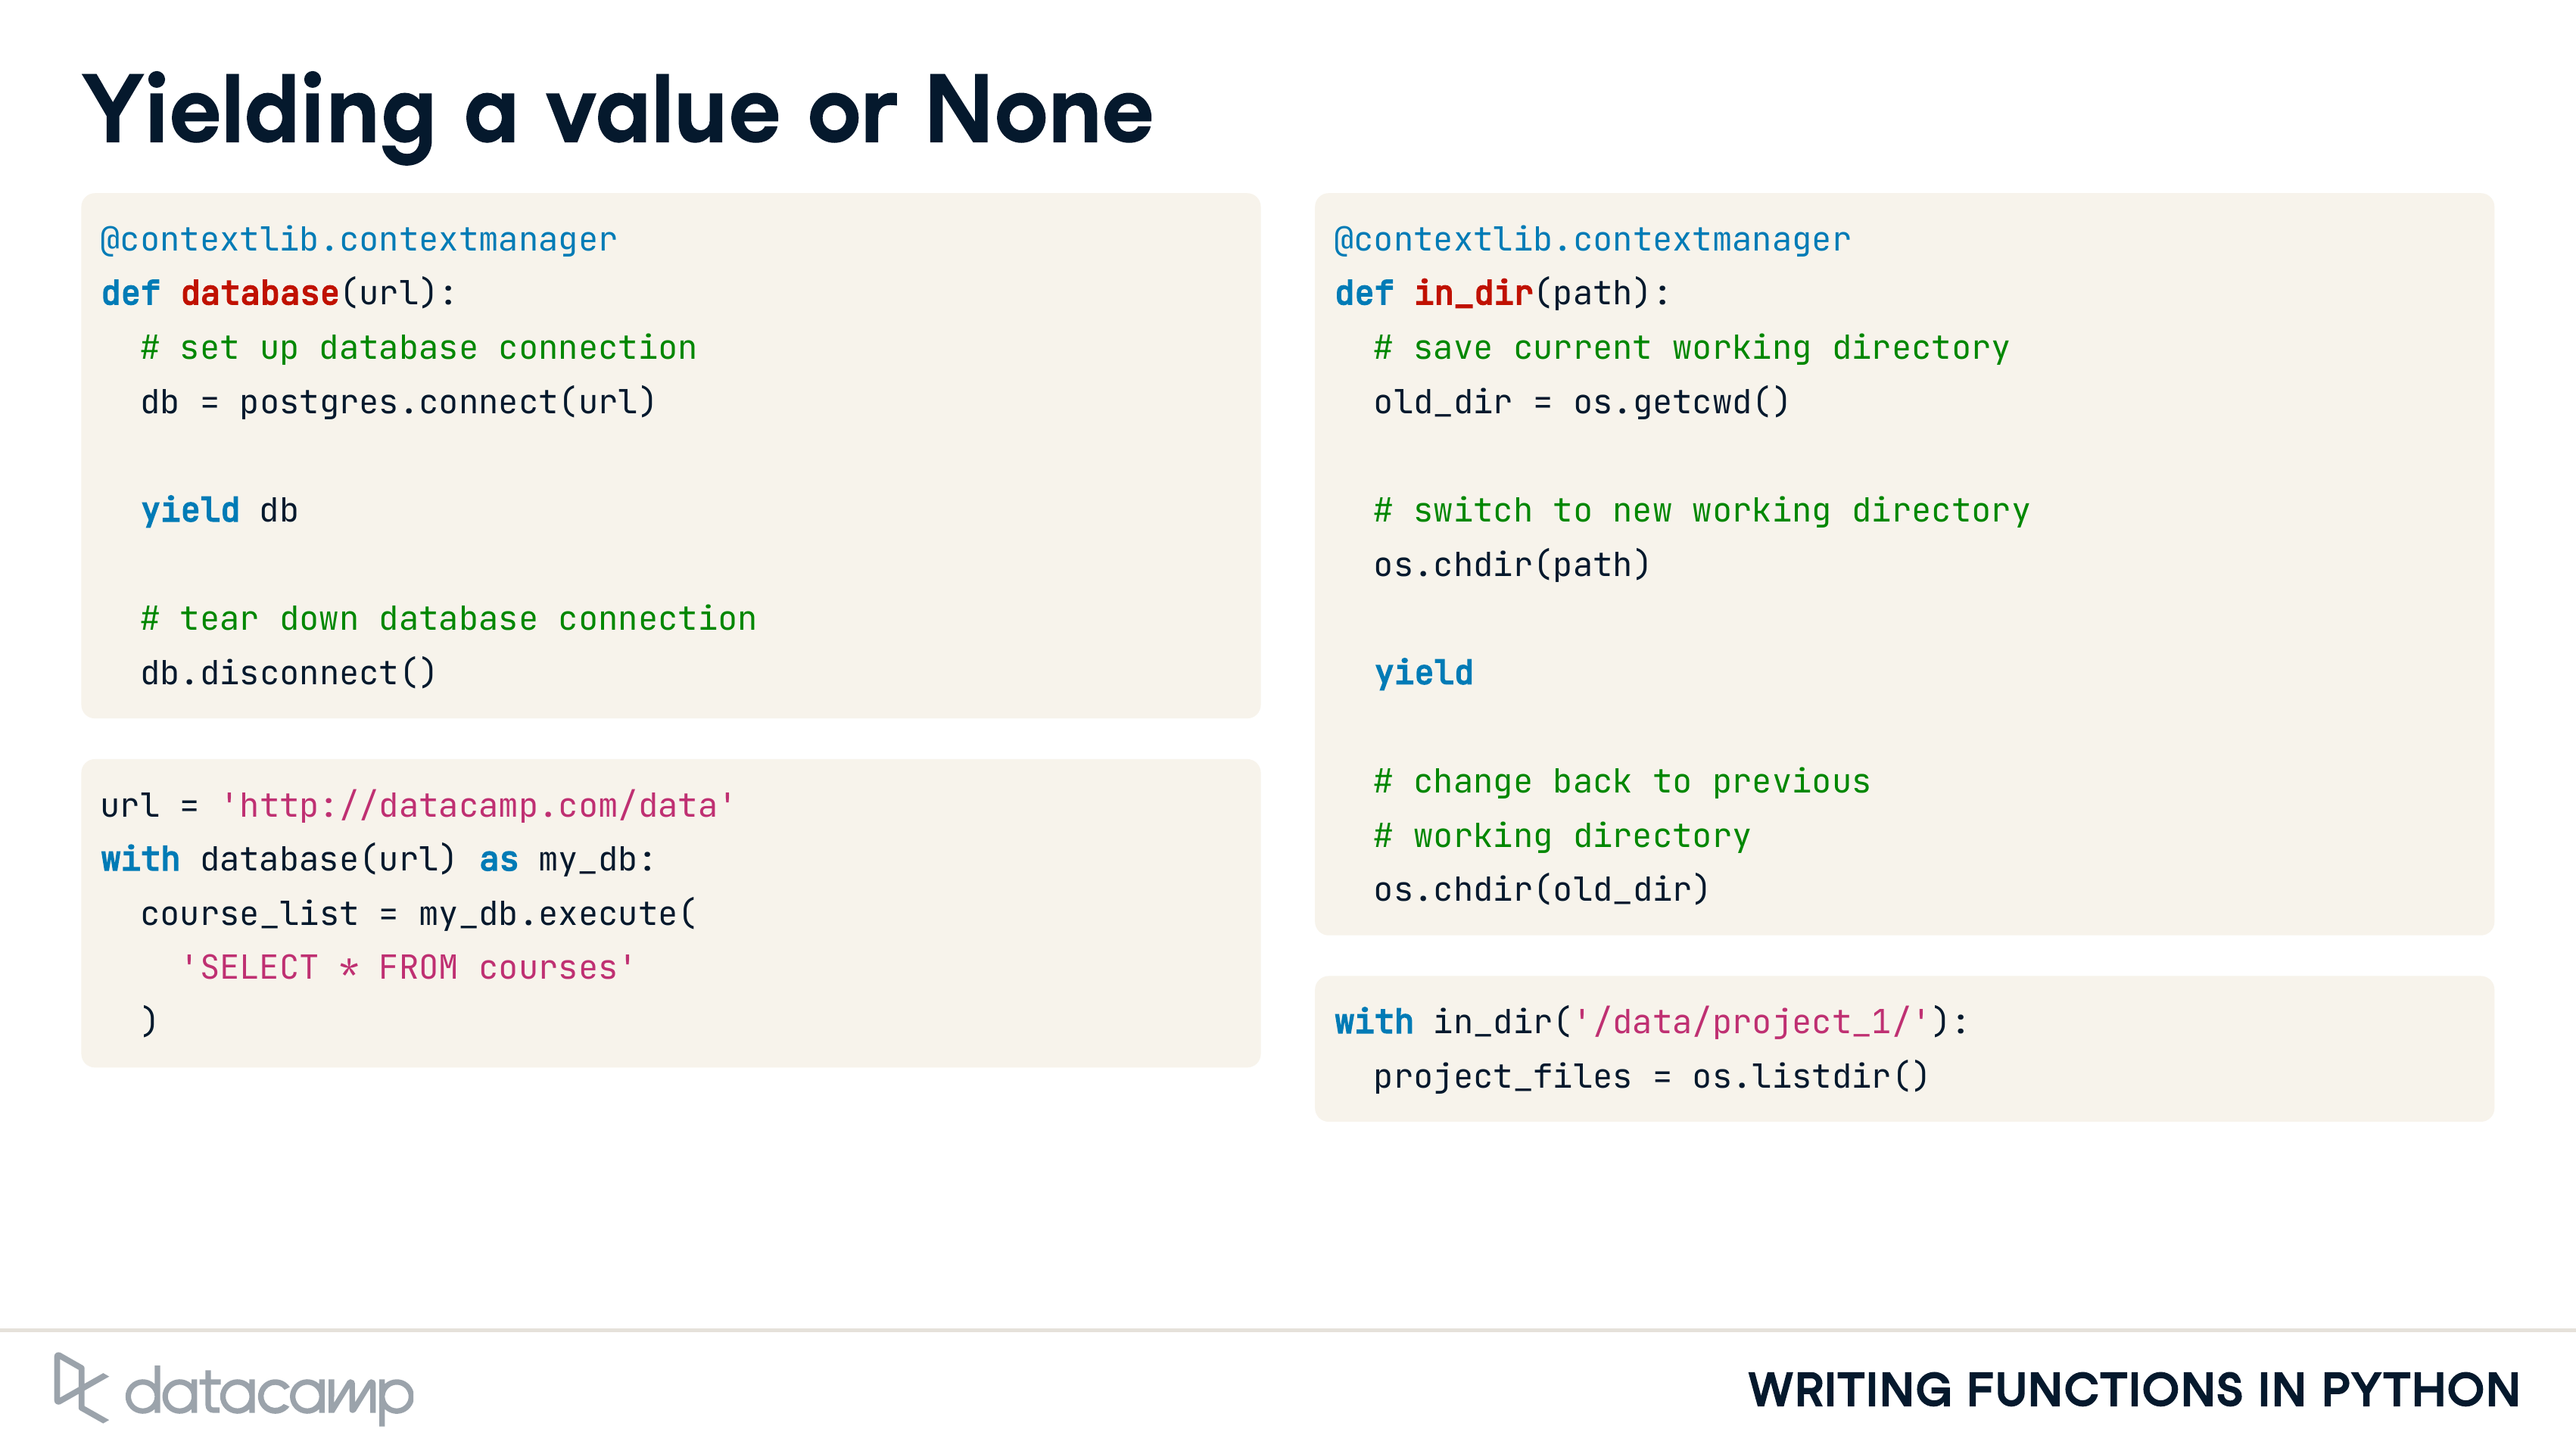 Yielding a value or None
@contextlib.contextmanager
def database(url):
  # set up database connection
  db = postgres.connect(url)

  yield db

  # tear down database connection
  db.disconnect()

url = 'http://datacamp.com/data'
with database(url) as my_db:
  course_list = my_db.execute(
    'SELECT * FROM courses'
  )

@contextlib.contextmanager
def in_dir(path):
  # save current working directory
  old_dir = os.getcwd()

  # switch to new working directory
  os.chdir(path)

  yield

  # change back to previous
  # working directory
  os.chdir(old_dir)

with in_dir('/data/project_1/'):
  project_files = os.listdir()

datacamp
WRITING FUNCTIONS IN PYTHON